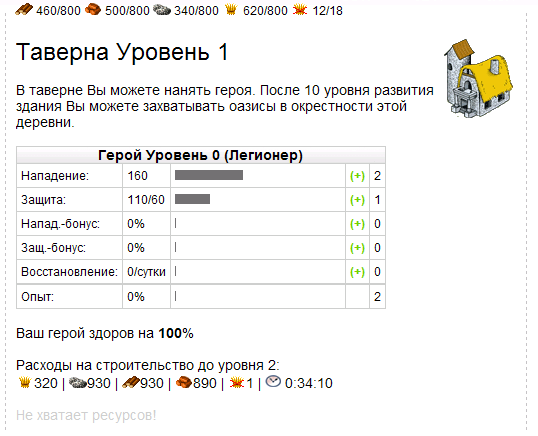 460/800 500/800 340/800 620/800 12/18
Таверна Уровень 1
В таверне Вы можете нанять героя. После 10 уровня развития
здания Вы можете захватывать оазисы в окрестности этой
деревни.
Герой Уровень 0 (Легионер)
Нападение: 160 (+) 2
Защита: 110/60 (+) 1
Напад.-бонус: 0% (+) 0
Защ.-бонус: 0% (+) 0
Восстановление: 0/сутки (+) 0
Опыт: 0% 2
Ваш герой здоров на 100%
Расходы на строительство до уровня 2:
320 | 930 | 930 | 890 | 1 | 0:34:10
Не хватает ресурсов!